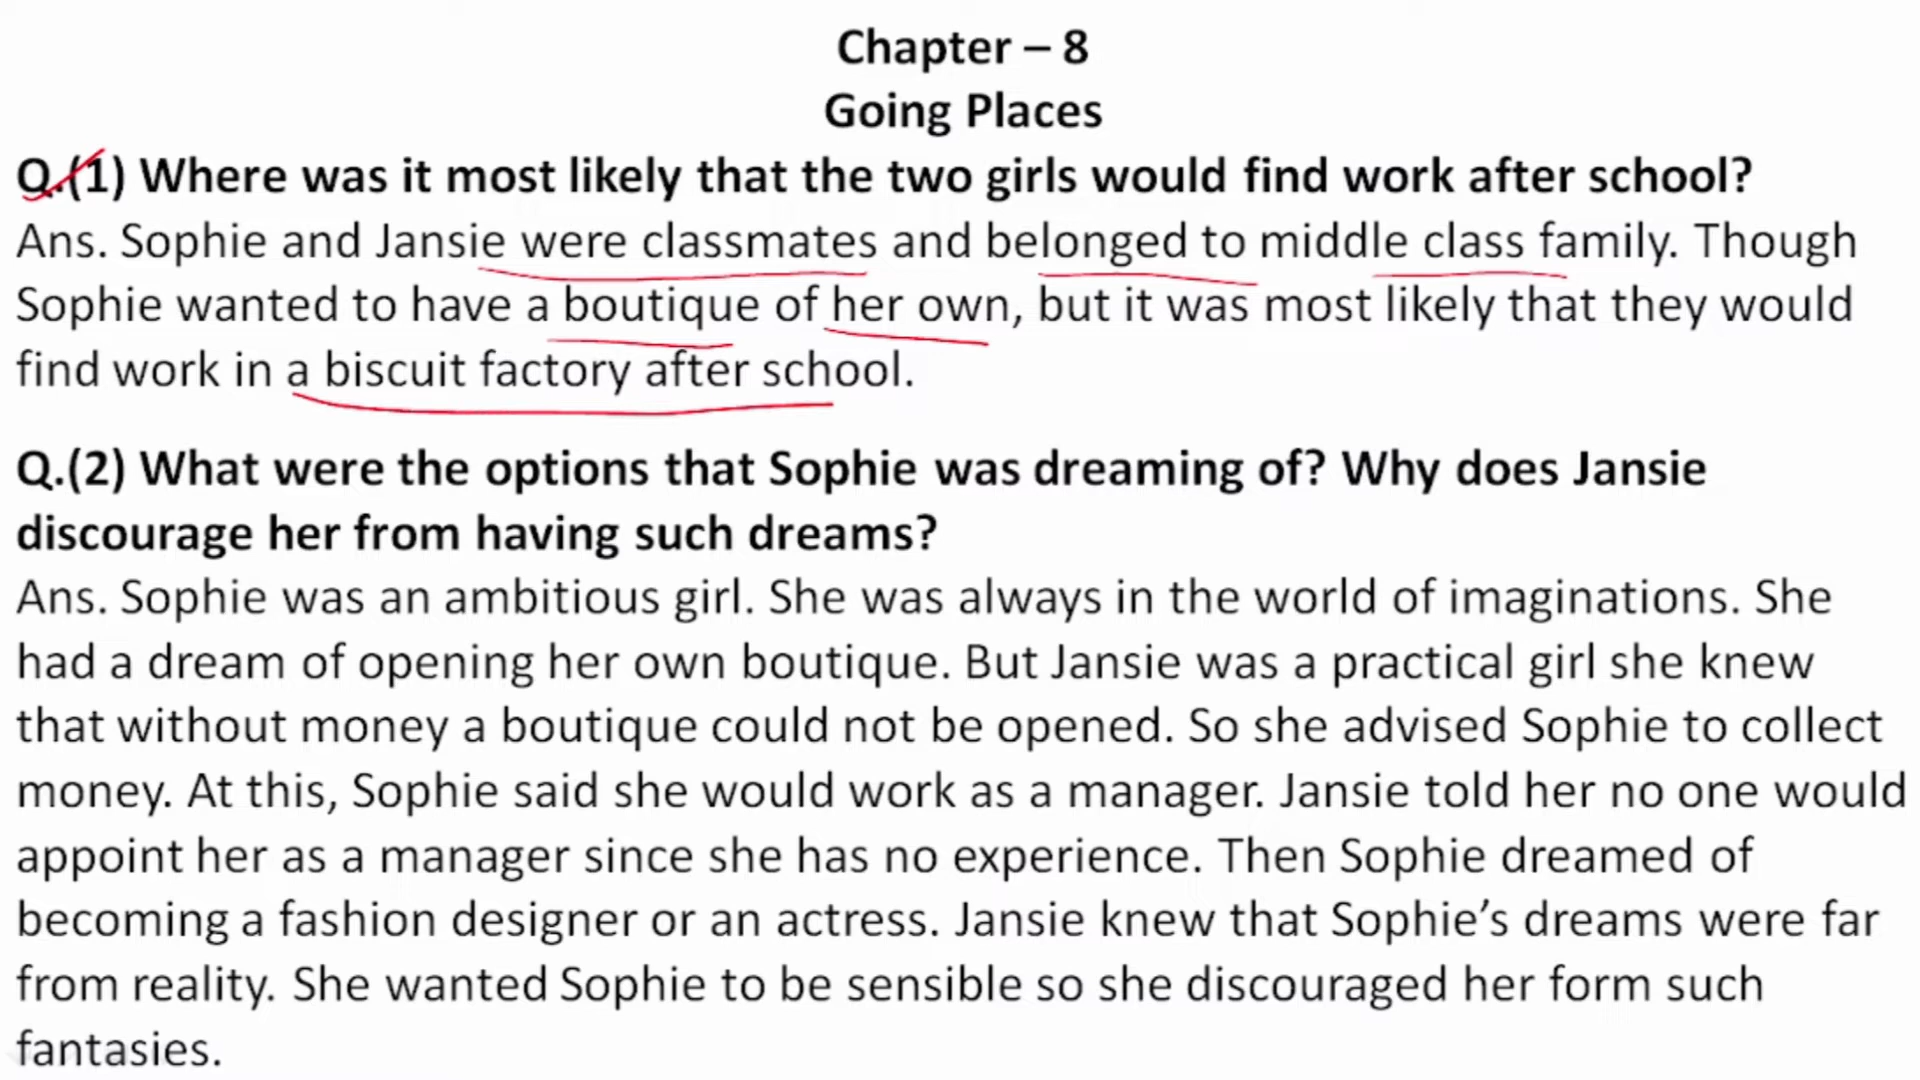 Chapter – 8
Going Places
Q.(1) Where was it most likely that the two girls would find work after school?
Ans. Sophie and Jansie were classmates and belonged to middle class family. Though
Sophie wanted to have a boutique of her own, but it was most likely that they would
find work in a biscuit factory after school.
Q.(2) What were the options that Sophie was dreaming of? Why does Jansie
discourage her from having such dreams?
Ans. Sophie was an ambitious girl. She was always in the world of imaginations. She
had a dream of opening her own boutique. But Jansie was a practical girl she knew
that without money a boutique could not be opened. So she advised Sophie to collect
money. At this, Sophie said she would work as a manager. Jansie told her no one would
appoint her as a manager since she has no experience. Then Sophie dreamed of
becoming a fashion designer or an actress. Jansie knew that Sophie’s dreams were far
from reality. She wanted Sophie to be sensible so she discouraged her form such
fantasies.